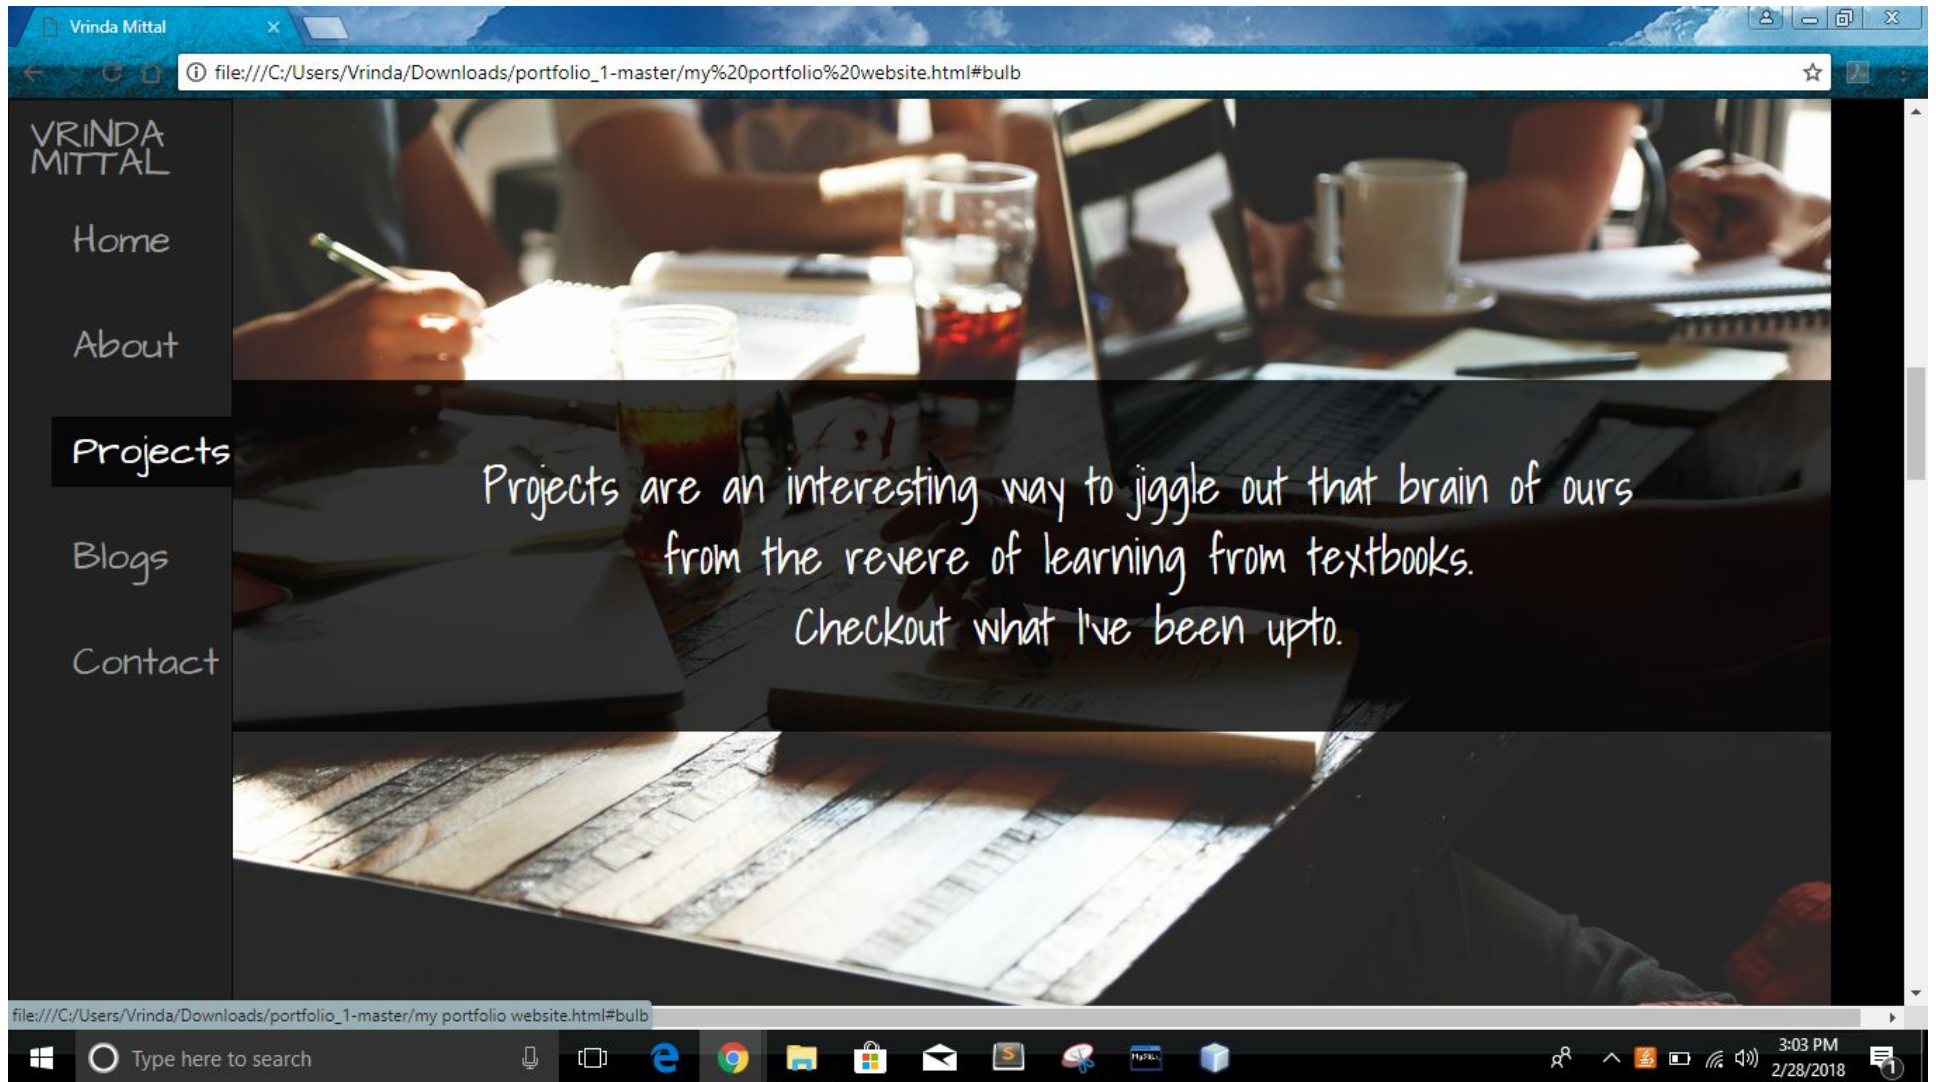 Vrinda Mittal
file:///C:/Users/Vrinda/Downloads/portfolio_1-master/my%20portfolio%20website.html#bulb
VRINDA
MITTAL
Home
About
Projects
Blogs
Contact
Projects are an interesting way to jiggle out that brain of ours
from the revere of learning from textbooks.
Checkout what I've been upto.
file:///C:/Users/Vrinda/Downloads/portfolio_1-master/my portfolio website.html#bulb
Type here to search
3:03 PM
2/28/2018